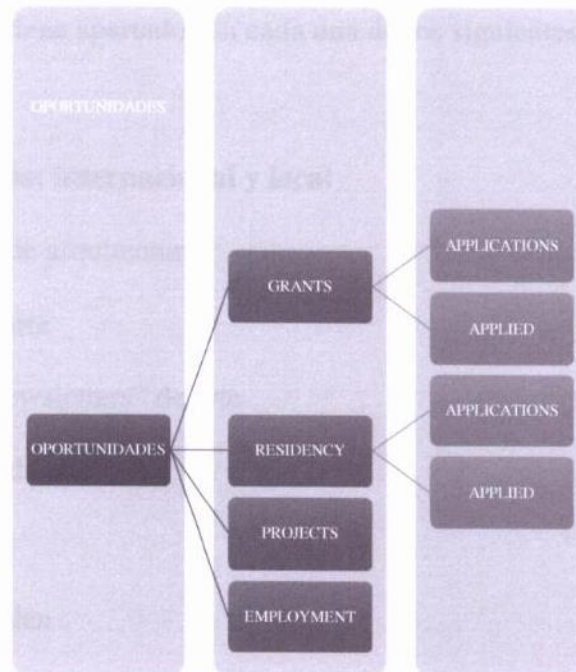 OPORTUNIDADES
APPLICATIONS
GRANTS
APPLIED
APPLICATIONS
OPORTUNIDADES
RESIDENCY
APPLIED
PROJECTS
EMPLOYMENT